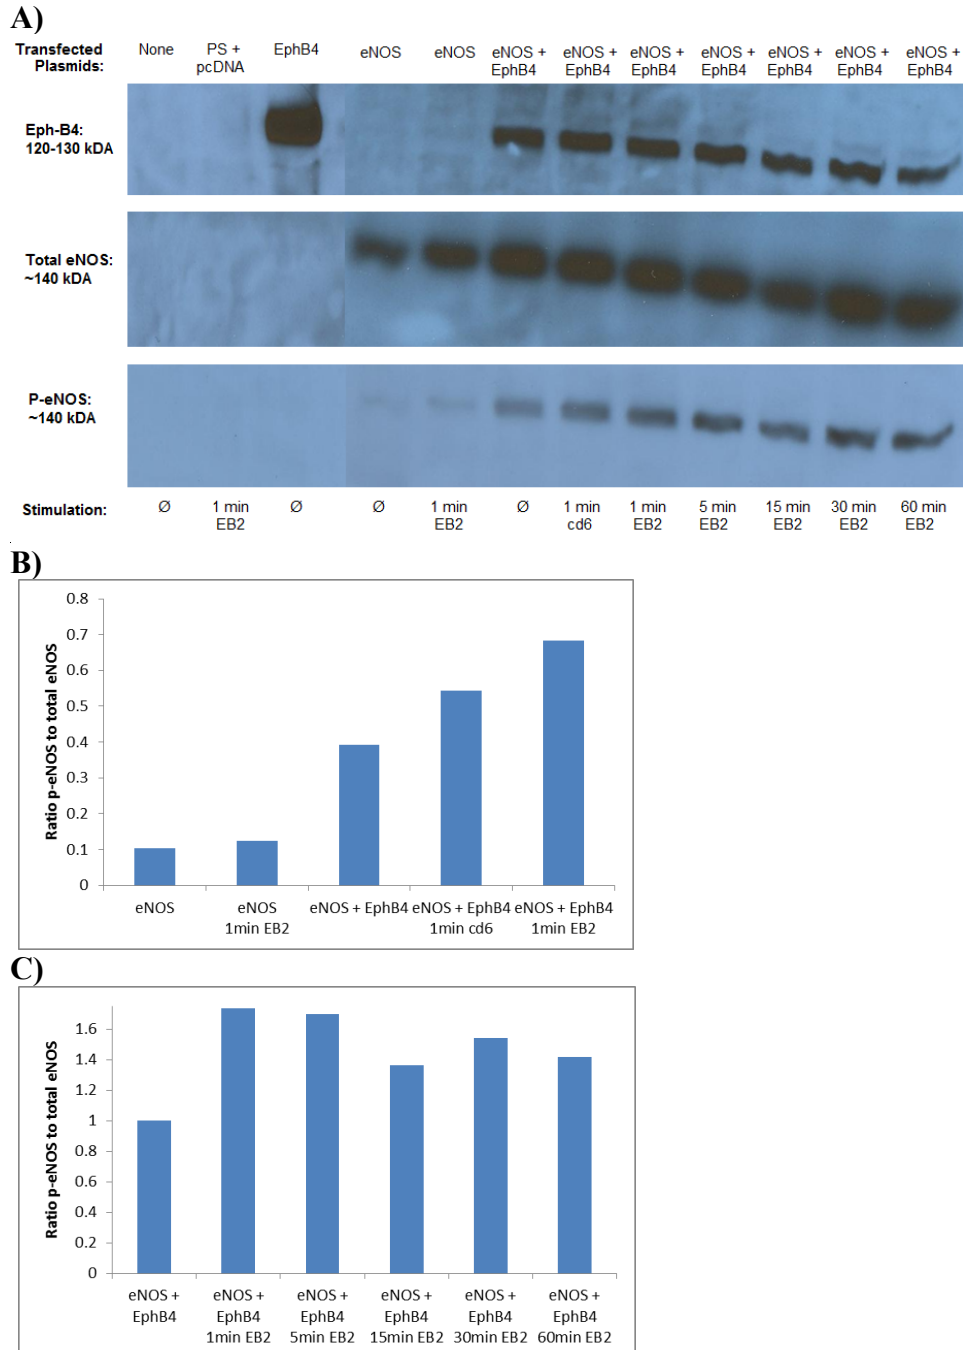 A)
Transfected Plasmids:
None
PS + pcDNA
EphB4
eNOS
eNOS
eNOS + EphB4
eNOS + EphB4
eNOS + EphB4
eNOS + EphB4
eNOS + EphB4
eNOS + EphB4
eNOS + EphB4
Eph-B4:
120-130 kDA
Total eNOS:
~140 kDA
P-eNOS:
~140 kDA
Stimulation:
Ø
1 min EB2
Ø
Ø
1 min EB2
Ø
1 min cd6
1 min EB2
5 min EB2
15 min EB2
30 min EB2
60 min EB2
B)
Ratio p-eNOS to total eNOS
0.8
0.7
0.6
0.5
0.4
0.3
0.2
0.1
0
eNOS
eNOS 1min EB2
eNOS + EphB4
eNOS + EphB4 1min cd6
eNOS + EphB4 1min EB2
C)
Ratio p-eNOS to total eNOS
1.6
1.4
1.2
1
0.8
0.6
0.4
0.2
0
eNOS + EphB4
eNOS + EphB4 1min EB2
eNOS + EphB4 5min EB2
eNOS + EphB4 15min EB2
eNOS + EphB4 30min EB2
eNOS + EphB4 60min EB2